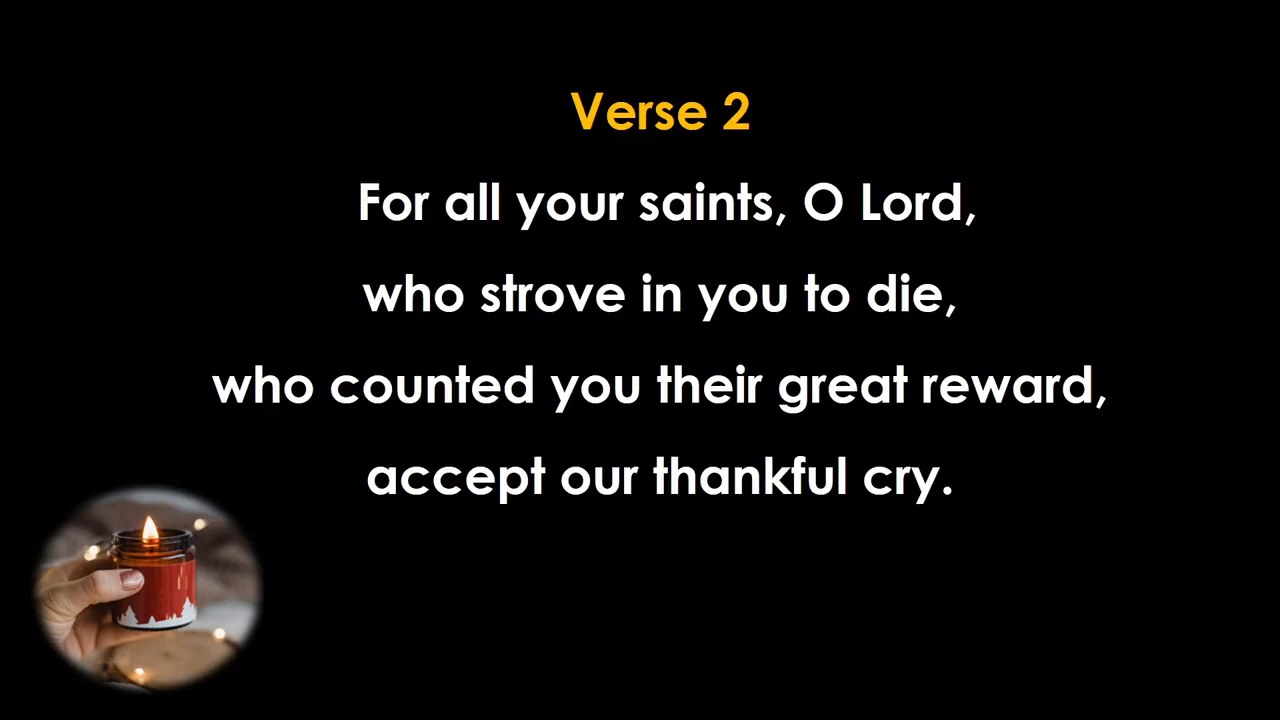 Verse 2
For all your saints, O Lord,
who strove in you to die,
who counted you their great reward,
accept our thankful cry.